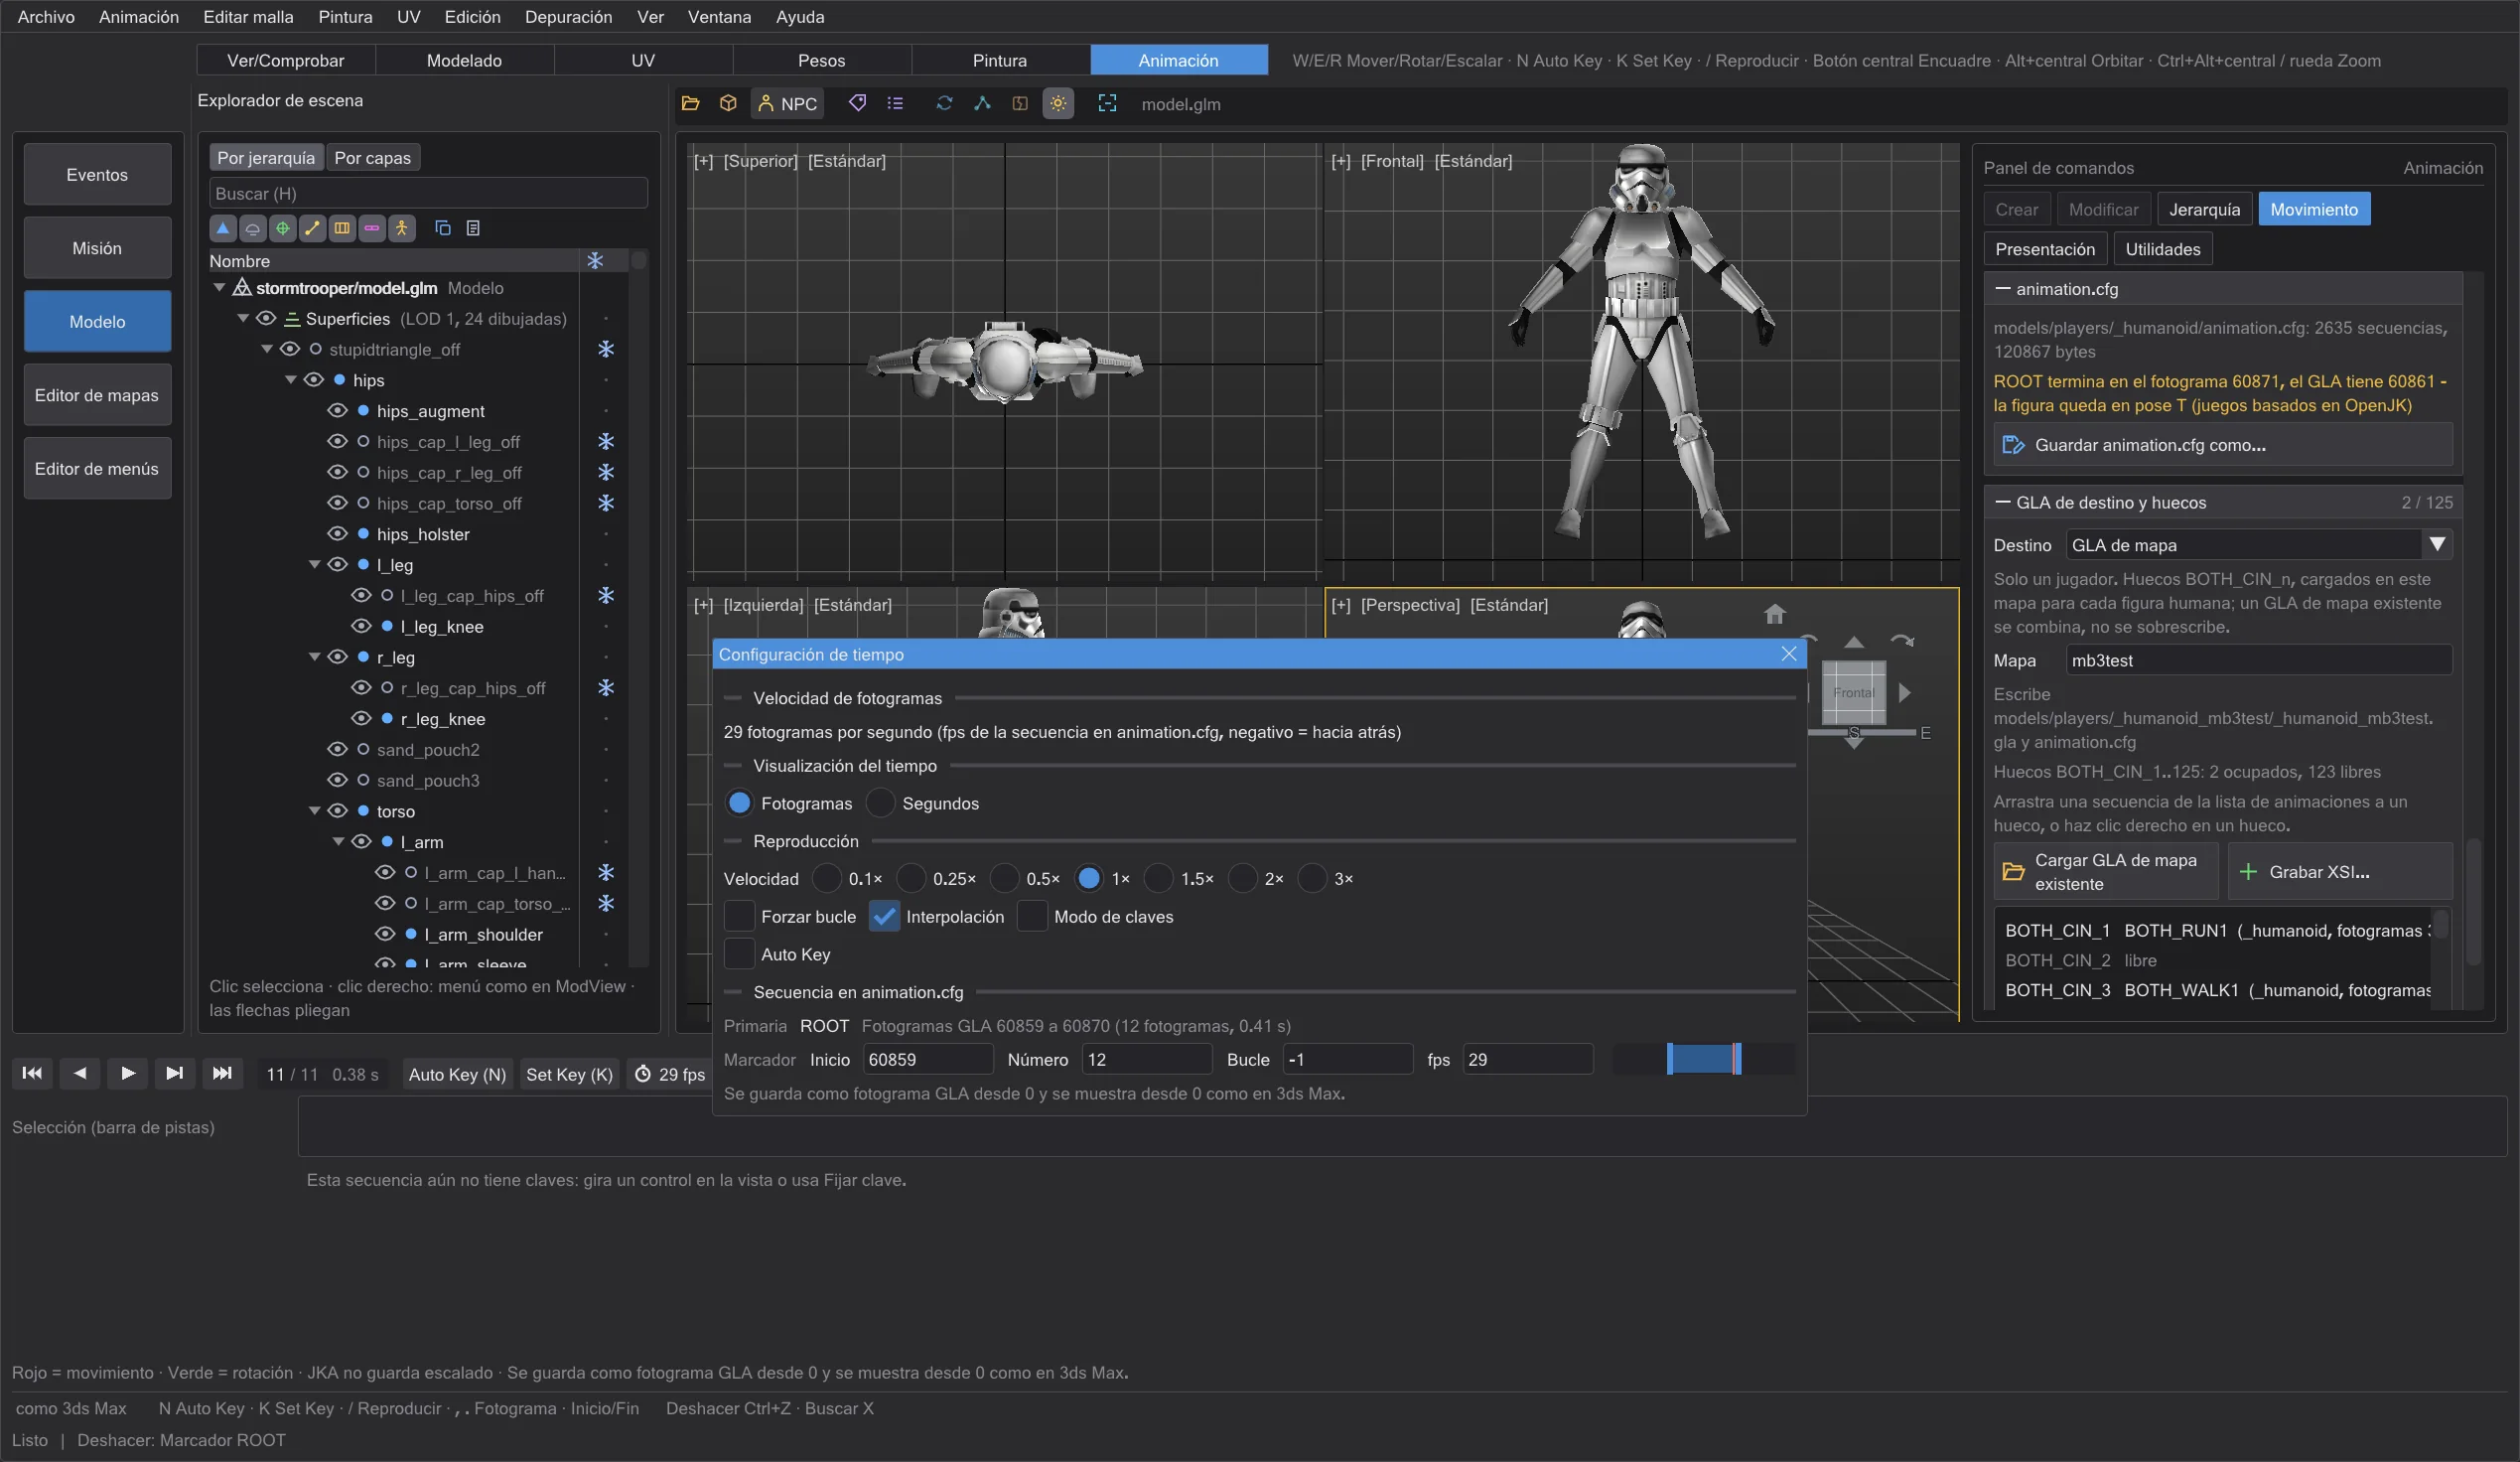 Archivo Animación Editar malla Pintura UV Edición Depuración Ver Ventana Ayuda
Ver/Comprobar Modelado UV Pesos Pintura Animación W/E/R Mover/Rotar/Escalar · N Auto Key · K Set Key · / Reproducir · Botón central Encuadre · Alt+central Orbitar · Ctrl+Alt+central / rueda Zoom
Explorador de escena
NPC model.glm
Eventos
Misión
Modelo
Editor de mapas
Editor de menús
Por jerarquía Por capas
Buscar (H)
Nombre
stormtrooper/model.glm Modelo
Superficies (LOD 1, 24 dibujadas)
stupidtriangle_off
hips
hips_augment
hips_cap_l_leg_off
hips_cap_r_leg_off
hips_cap_torso_off
hips_holster
l_leg
l_leg_cap_hips_off
l_leg_knee
r_leg
r_leg_cap_hips_off
r_leg_knee
sand_pouch2
sand_pouch3
torso
l_arm
l_arm_cap_l_han...
l_arm_cap_torso_...
l_arm_shoulder
l_arm_sleeve
Clic selecciona · clic derecho: menú como en ModView ·
las flechas pliegan
[+] [Superior] [Estándar]
[+] [Frontal] [Estándar]
[+] [Izquierda] [Estándar]
[+] [Perspectiva] [Estándar]
Frontal
S E
Configuración de tiempo
Velocidad de fotogramas
29 fotogramas por segundo (fps de la secuencia en animation.cfg, negativo = hacia atrás)
Visualización del tiempo
Fotogramas Segundos
Reproducción
Velocidad 0.1× 0.25× 0.5× 1× 1.5× 2× 3×
Forzar bucle Interpolación Modo de claves
Auto Key
Secuencia en animation.cfg
Primaria ROOT Fotogramas GLA 60859 a 60870 (12 fotogramas, 0.41 s)
Marcador Inicio 60859 Número 12 Bucle -1 fps 29
Se guarda como fotograma GLA desde 0 y se muestra desde 0 como en 3ds Max.
Panel de comandos Animación
Crear Modificar Jerarquía Movimiento
Presentación Utilidades
animation.cfg
models/players/_humanoid/animation.cfg: 2635 secuencias,
120867 bytes
ROOT termina en el fotograma 60871, el GLA tiene 60861 -
la figura queda en pose T (juegos basados en OpenJK)
Guardar animation.cfg como...
GLA de destino y huecos 2 / 125
Destino GLA de mapa
Solo un jugador. Huecos BOTH_CIN_n, cargados en este
mapa para cada figura humana; un GLA de mapa existente
se combina, no se sobrescribe.
Mapa mb3test
Escribe
models/players/_humanoid_mb3test/_humanoid_mb3test.
gla y animation.cfg
Huecos BOTH_CIN_1..125: 2 ocupados, 123 libres
Arrastra una secuencia de la lista de animaciones a un
hueco, o haz clic derecho en un hueco.
Cargar GLA de mapa
existente
Grabar XSI...
BOTH_CIN_1 BOTH_RUN1 (_humanoid, fotogramas
BOTH_CIN_2 libre
BOTH_CIN_3 BOTH_WALK1 (_humanoid, fotogramas
11 / 11 0.38 s Auto Key (N) Set Key (K) 29 fps
Selección (barra de pistas)
Esta secuencia aún no tiene claves: gira un control en la vista o usa Fijar clave.
Rojo = movimiento · Verde = rotación · JKA no guarda escalado · Se guarda como fotograma GLA desde 0 y se muestra desde 0 como en 3ds Max.
como 3ds Max N Auto Key · K Set Key · / Reproducir · , . Fotograma · Inicio/Fin Deshacer Ctrl+Z · Buscar X
Listo | Deshacer: Marcador ROOT